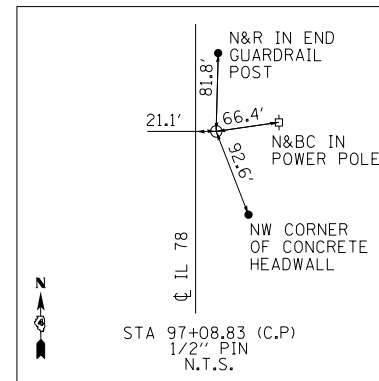 N&R IN END
GUARDRAIL
POST
81.8'
21.1'
66.4'
N&BC IN
POWER POLE
92.6'
NW CORNER
OF CONCRETE
HEADWALL
℄ IL 78
N
STA 97+08.83 (C.P)
1/2" PIN
N.T.S.